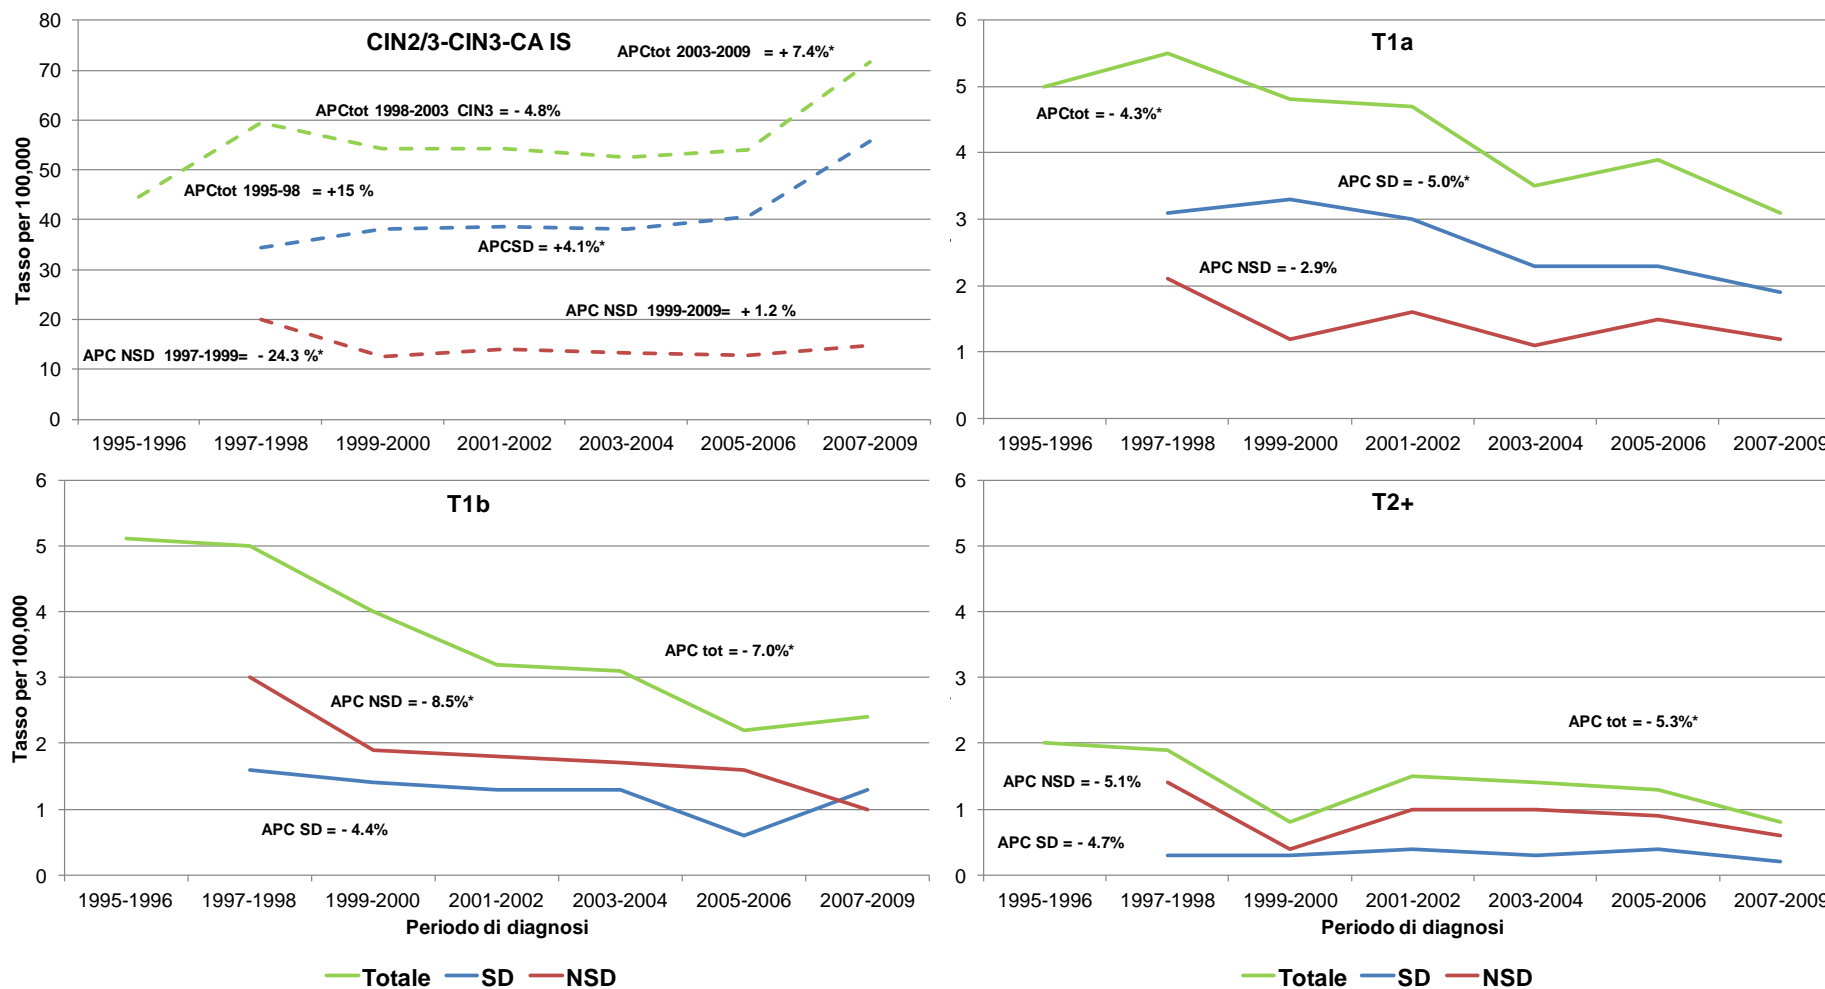 CIN2/3-CIN3-CA IS
APCtot 2003-2009 = + 7.4%*
APCtot 1998-2003 CIN3 = - 4.8%
APCtot 1995-98 = +15 %
APCSD = +4.1%*
APC NSD 1999-2009= + 1.2 %
APC NSD 1997-1999= - 24.3 %*
Tasso per 100,000
80
70
60
50
40
30
20
10
0
1995-1996 1997-1998 1999-2000 2001-2002 2003-2004 2005-2006 2007-2009
T1a
APCtot = - 4.3%*
APC SD = - 5.0%*
APC NSD = - 2.9%
6
5
4
3
2
1
0
1995-1996 1997-1998 1999-2000 2001-2002 2003-2004 2005-2006 2007-2009
T1b
APC tot = - 7.0%*
APC NSD = - 8.5%*
APC SD = - 4.4%
Tasso per 100,000
6
5
4
3
2
1
0
1995-1996 1997-1998 1999-2000 2001-2002 2003-2004 2005-2006 2007-2009
Periodo di diagnosi
Totale SD NSD
T2+
APC tot = - 5.3%*
APC NSD = - 5.1%
APC SD = - 4.7%
6
5
4
3
2
1
0
1995-1996 1997-1998 1999-2000 2001-2002 2003-2004 2005-2006 2007-2009
Periodo di diagnosi
Totale SD NSD